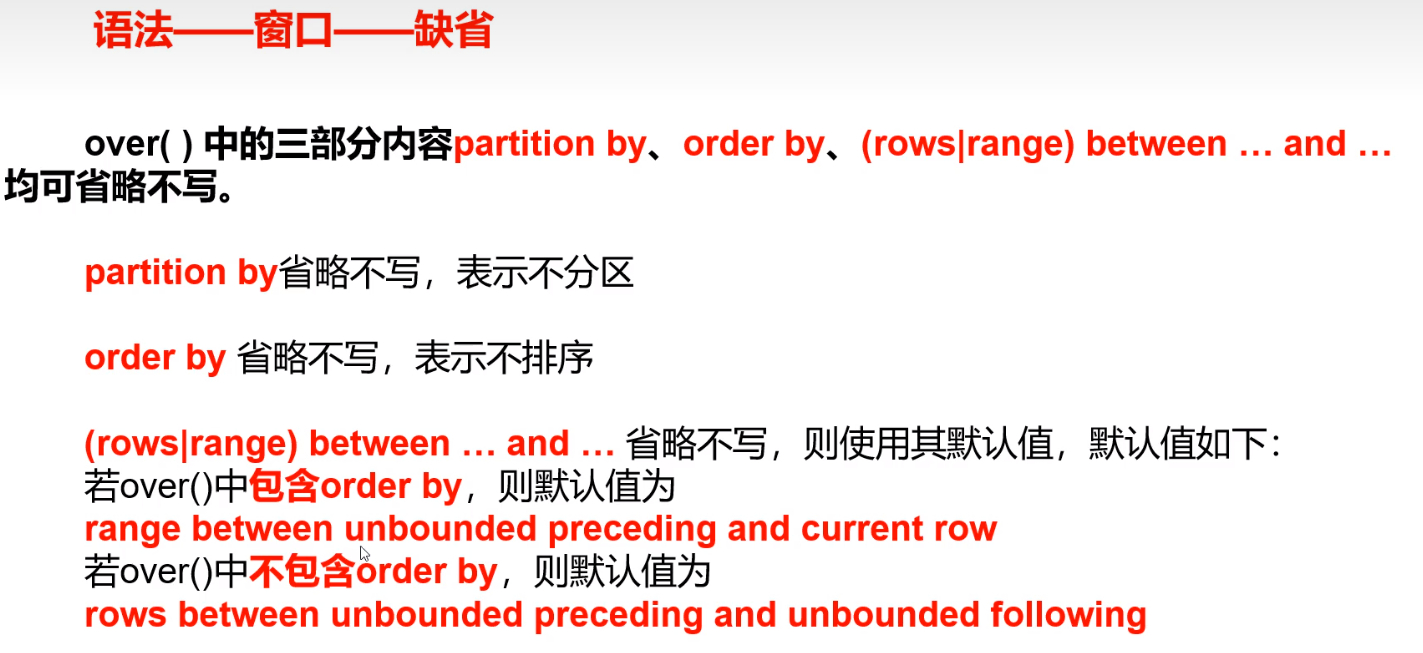 语法——窗口——缺省
over( ) 中的三部分内容partition by、order by、(rows|range) between … and …
均可省略不写。
partition by省略不写，表示不分区
order by 省略不写，表示不排序
(rows|range) between … and … 省略不写，则使用其默认值，默认值如下：
若over()中包含order by，则默认值为
range between unbounded preceding and current row
若over()中不包含order by，则默认值为
rows between unbounded preceding and unbounded following